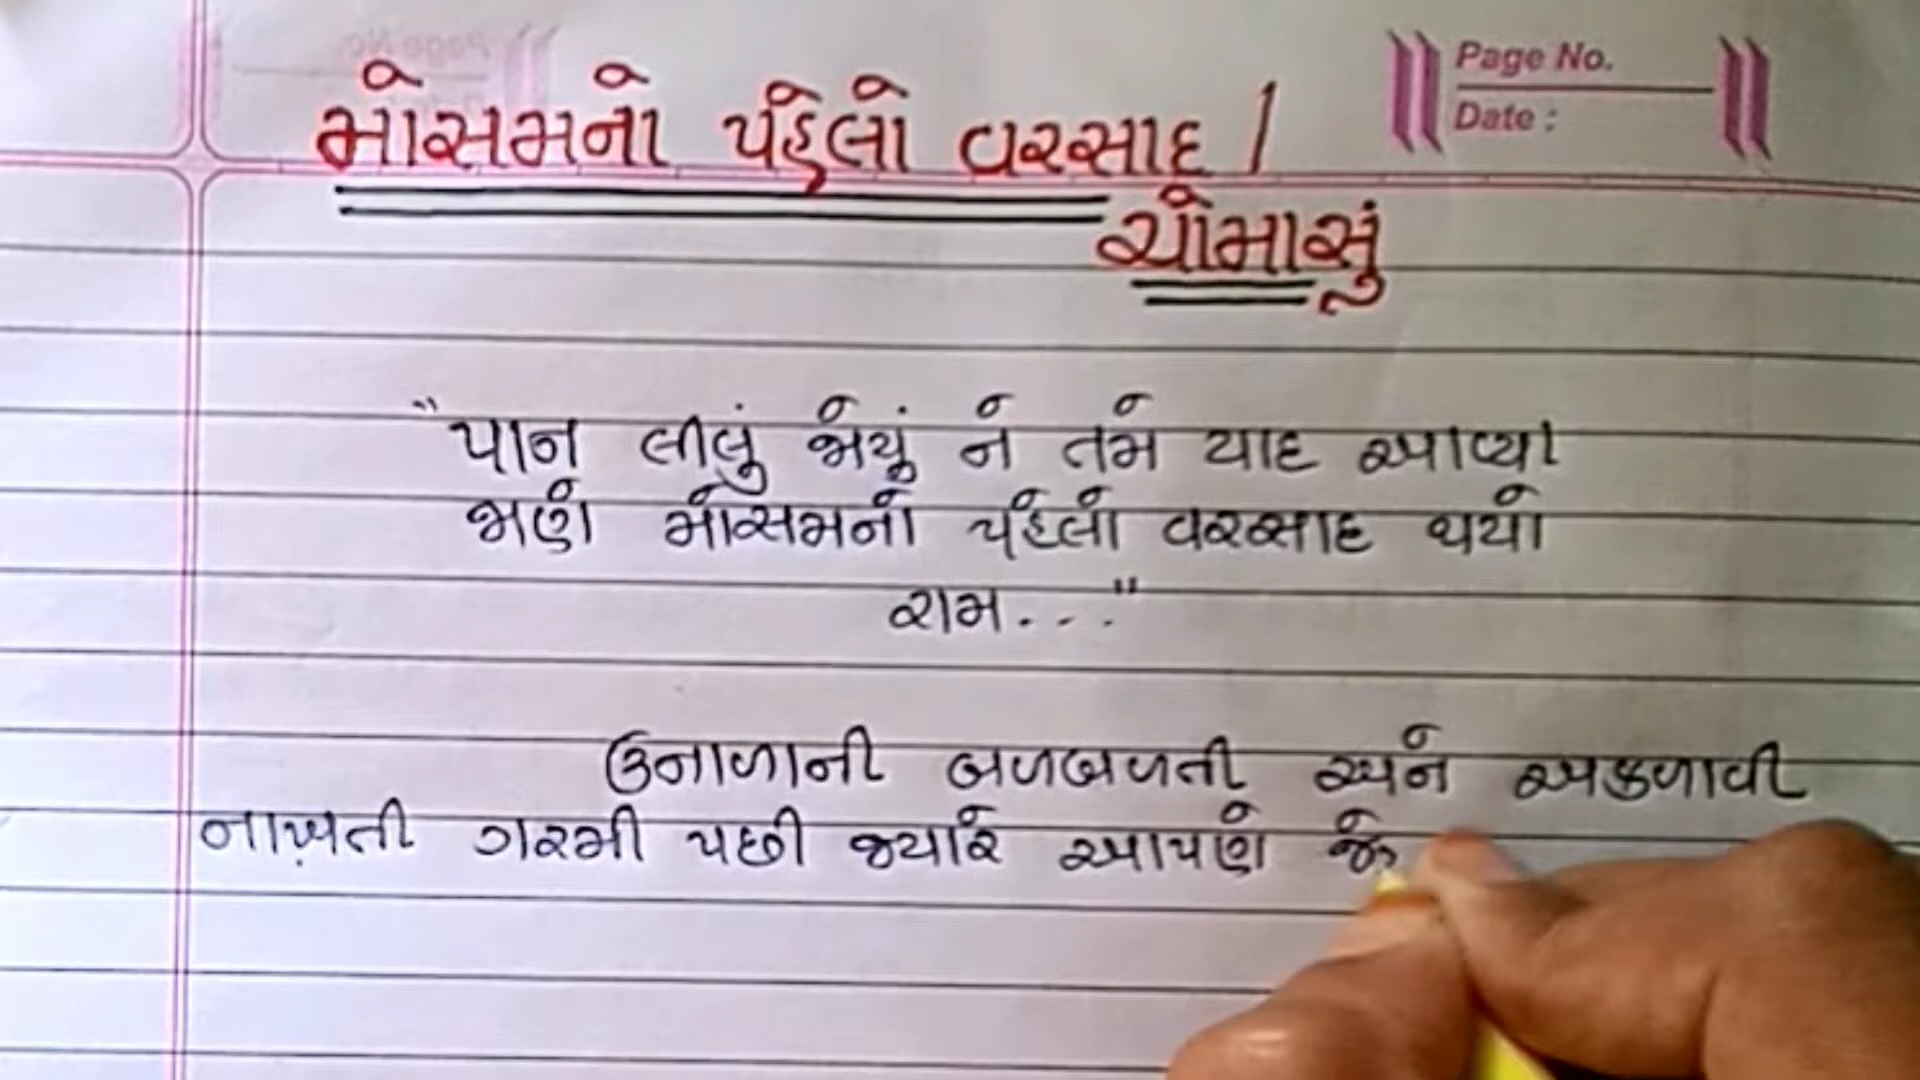 Page No.
Date :
મોસમનો પહેલો વરસાદ /
ચોમાસું
"પાન લીલું જોયું ને તમે યાદ આવ્યા
જાણે મોસમનો પહેલો વરસાદ થયો
રામ..."
ઉનાળાની બળબળતી અને અકળાવી
નાખતી ગરમી પછી જ્યારે આપણે જે